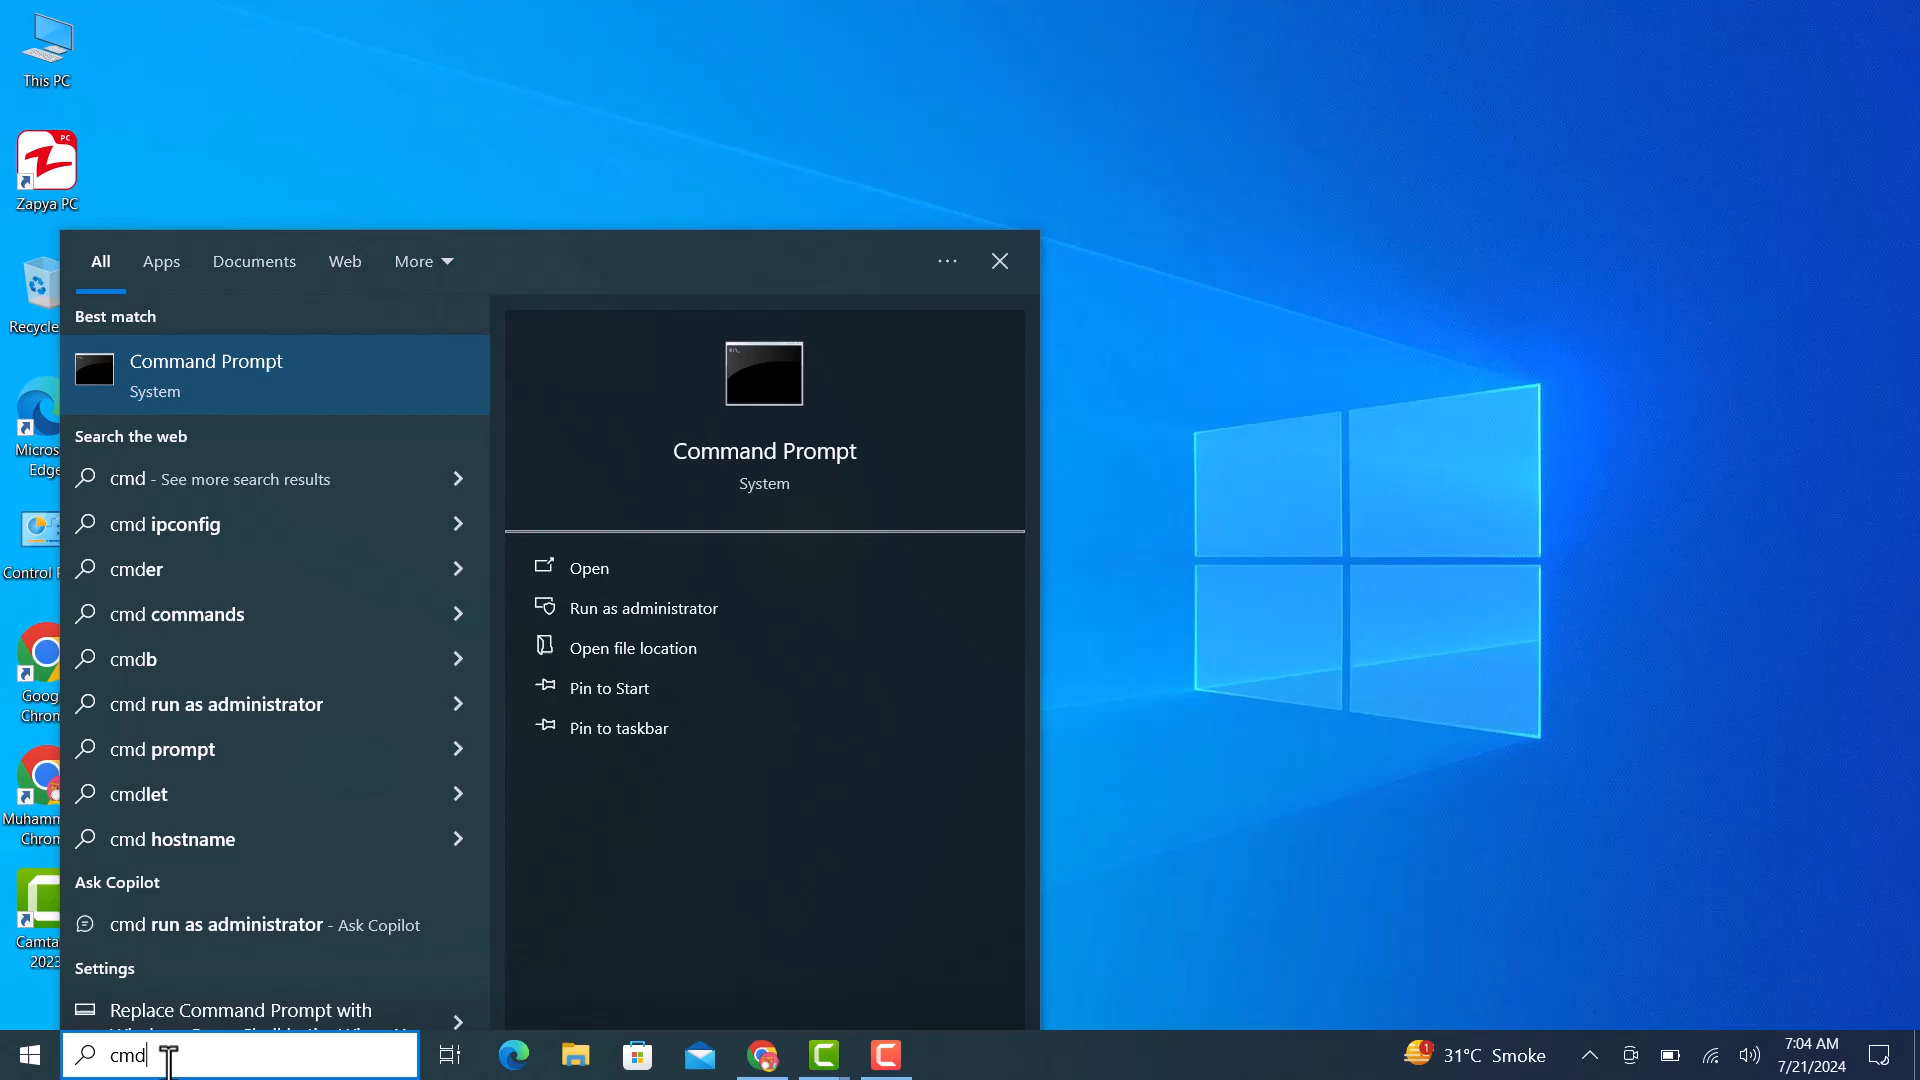 This PC
PC
Zapya PC
Recycle
Micros
Edge
Control P
Goog
Chrom
Muhamm
Chrom
Camta
2023
All Apps Documents Web More
Best match
Command Prompt
System
Search the web
cmd - See more search results
cmd ipconfig
cmder
cmd commands
cmdb
cmd run as administrator
cmd prompt
cmdlet
cmd hostname
Ask Copilot
cmd run as administrator - Ask Copilot
Settings
Replace Command Prompt with
Command Prompt
System
Open
Run as administrator
Open file location
Pin to Start
Pin to taskbar
cmd
1
31°C Smoke
7:04 AM
7/21/2024